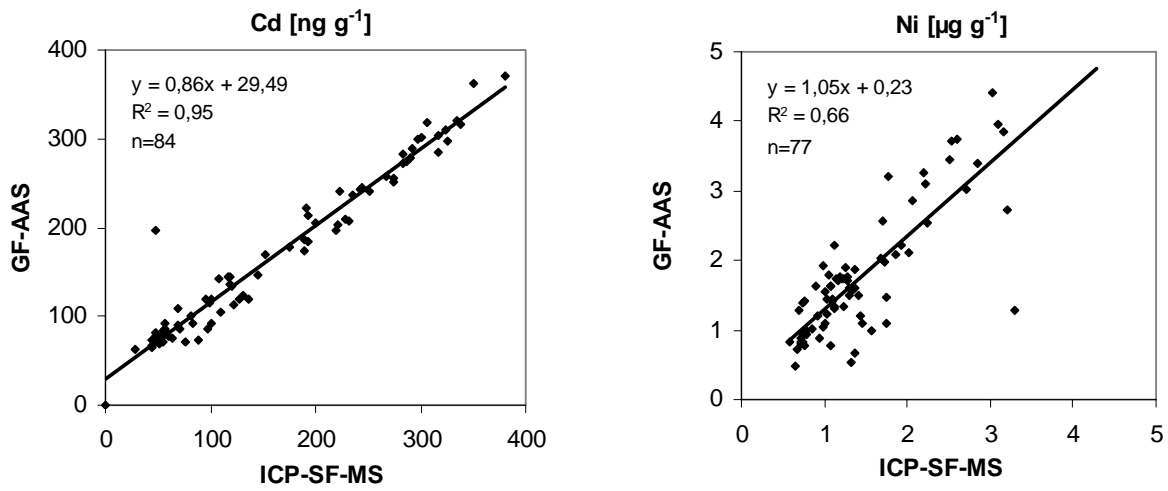 Cd [ng g⁻¹]
400
300
200
100
0
GF-AAS
y = 0,86x + 29,49
R² = 0,95
n=84
0 100 200 300 400
ICP-SF-MS
Ni [µg g⁻¹]
5
4
3
2
1
0
GF-AAS
y = 1,05x + 0,23
R² = 0,66
n=77
0 1 2 3 4 5
ICP-SF-MS